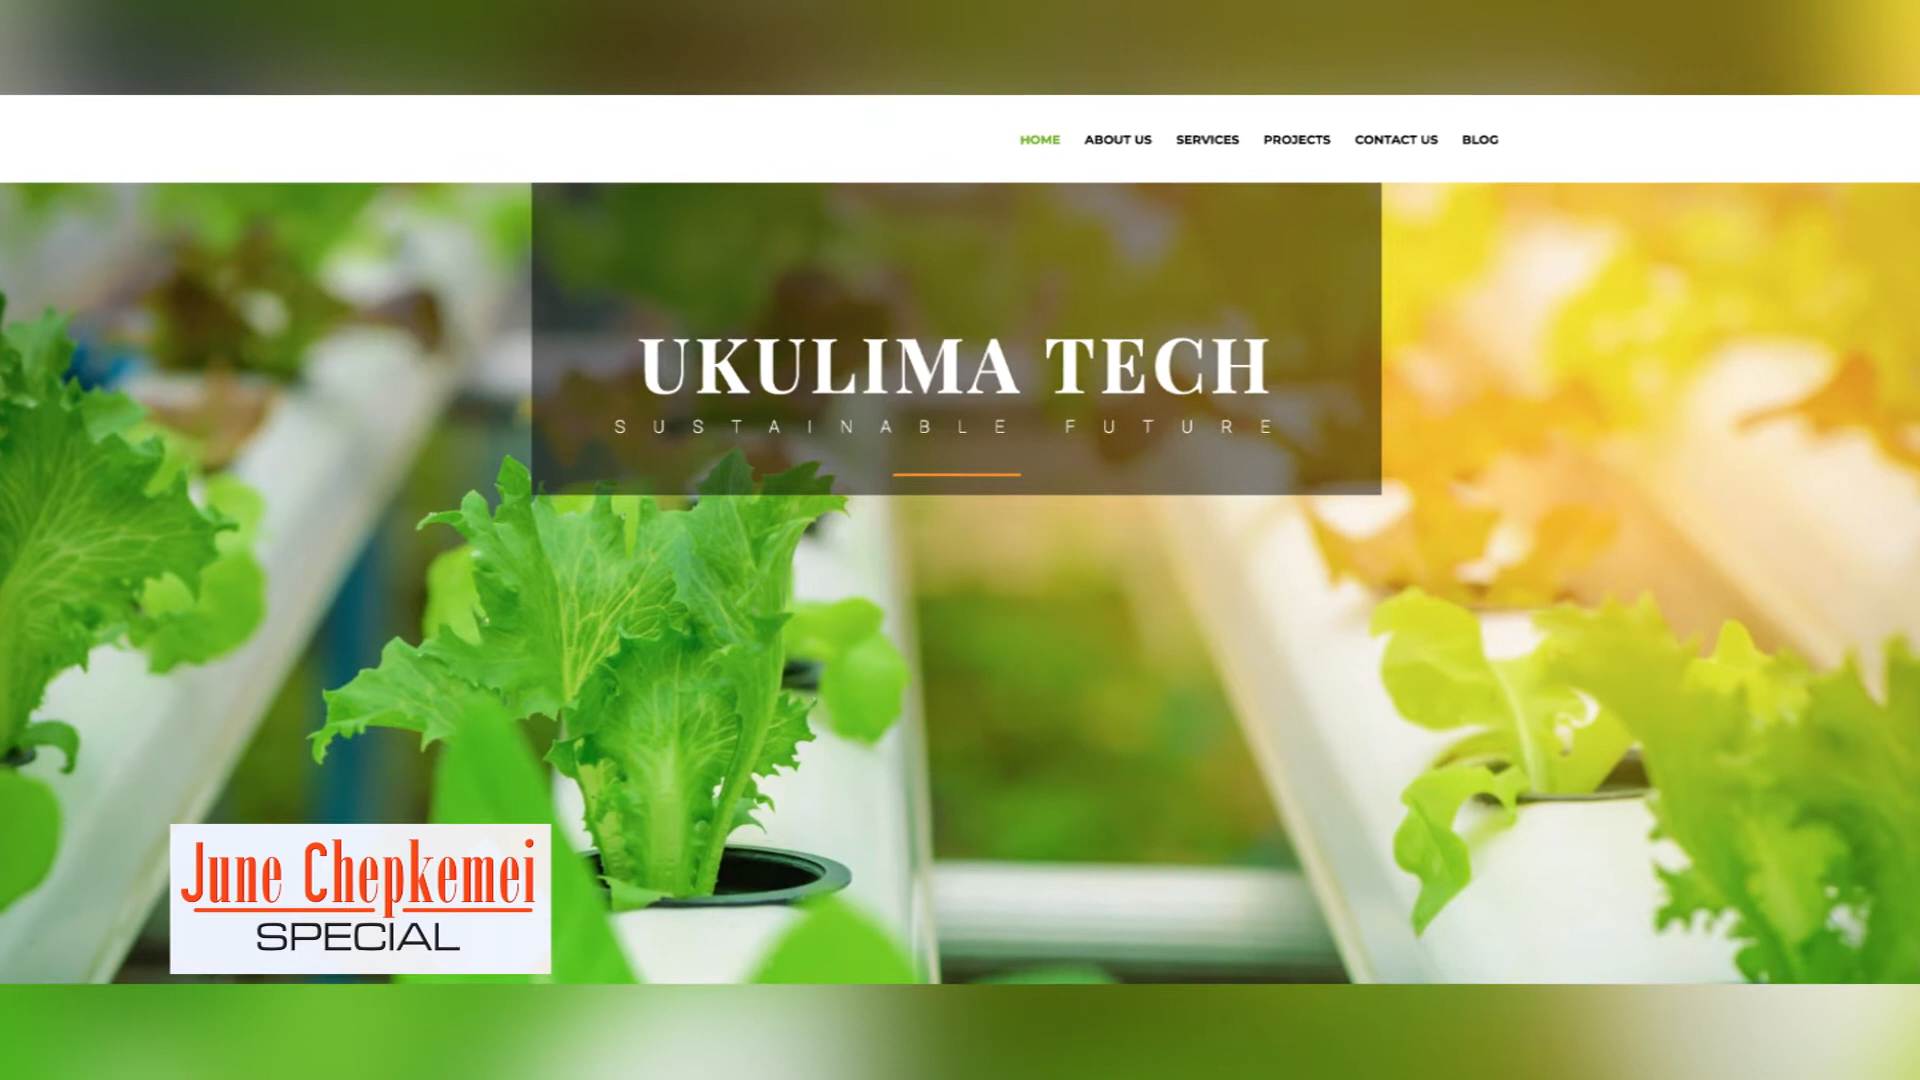 HOME ABOUT US SERVICES PROJECTS CONTACT US BLOG
UKULIMA TECH
SUSTAINABLE FUTURE
June Chepkemei
SPECIAL